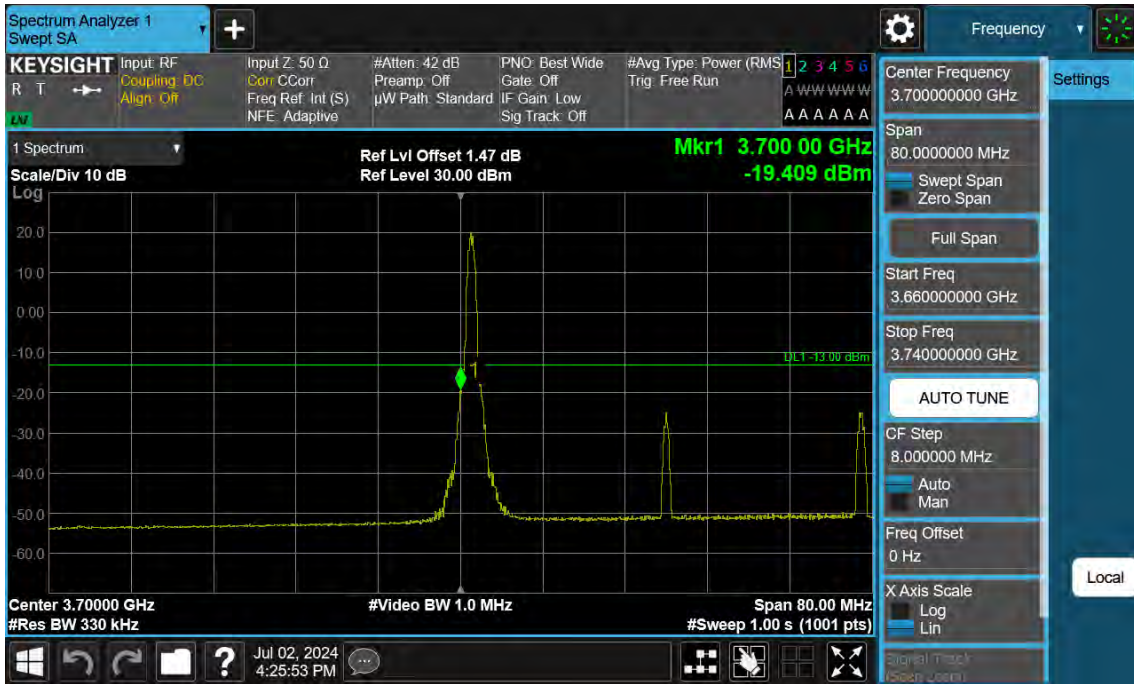 Spectrum Analyzer 1
Swept SA
+
Frequency
KEYSIGHT
R T
LXI
Input: RF
Coupling: DC
Align: Off
Input Z: 50 Ω
Corr CCorr
Freq Ref: Int (S)
NFE: Adaptive
#Atten: 42 dB
Preamp: Off
µW Path: Standard
PNO: Best Wide
Gate: Off
IF Gain: Low
Sig Track: Off
#Avg Type: Power (RMS
Trig: Free Run
1 2 3 4 5 6
A W W W W W
A A A A A A
1 Spectrum
Scale/Div 10 dB
Ref Lvl Offset 1.47 dB
Ref Level 30.00 dBm
Mkr1 3.700 00 GHz
-19.409 dBm
Log
20.0
10.0
0.00
-10.0
-20.0
-30.0
-40.0
-50.0
-60.0
DL1 -13.00 dBm
Center 3.70000 GHz
#Res BW 330 kHz
#Video BW 1.0 MHz
Span 80.00 MHz
#Sweep 1.00 s (1001 pts)
Center Frequency
3.700000000 GHz
Settings
Span
80.0000000 MHz
Swept Span
Zero Span
Full Span
Start Freq
3.660000000 GHz
Stop Freq
3.740000000 GHz
AUTO TUNE
CF Step
8.000000 MHz
Auto
Man
Freq Offset
0 Hz
X Axis Scale
Log
Lin
Local
Signal Track
(Span Zoom)
?
Jul 02, 2024
4:25:53 PM